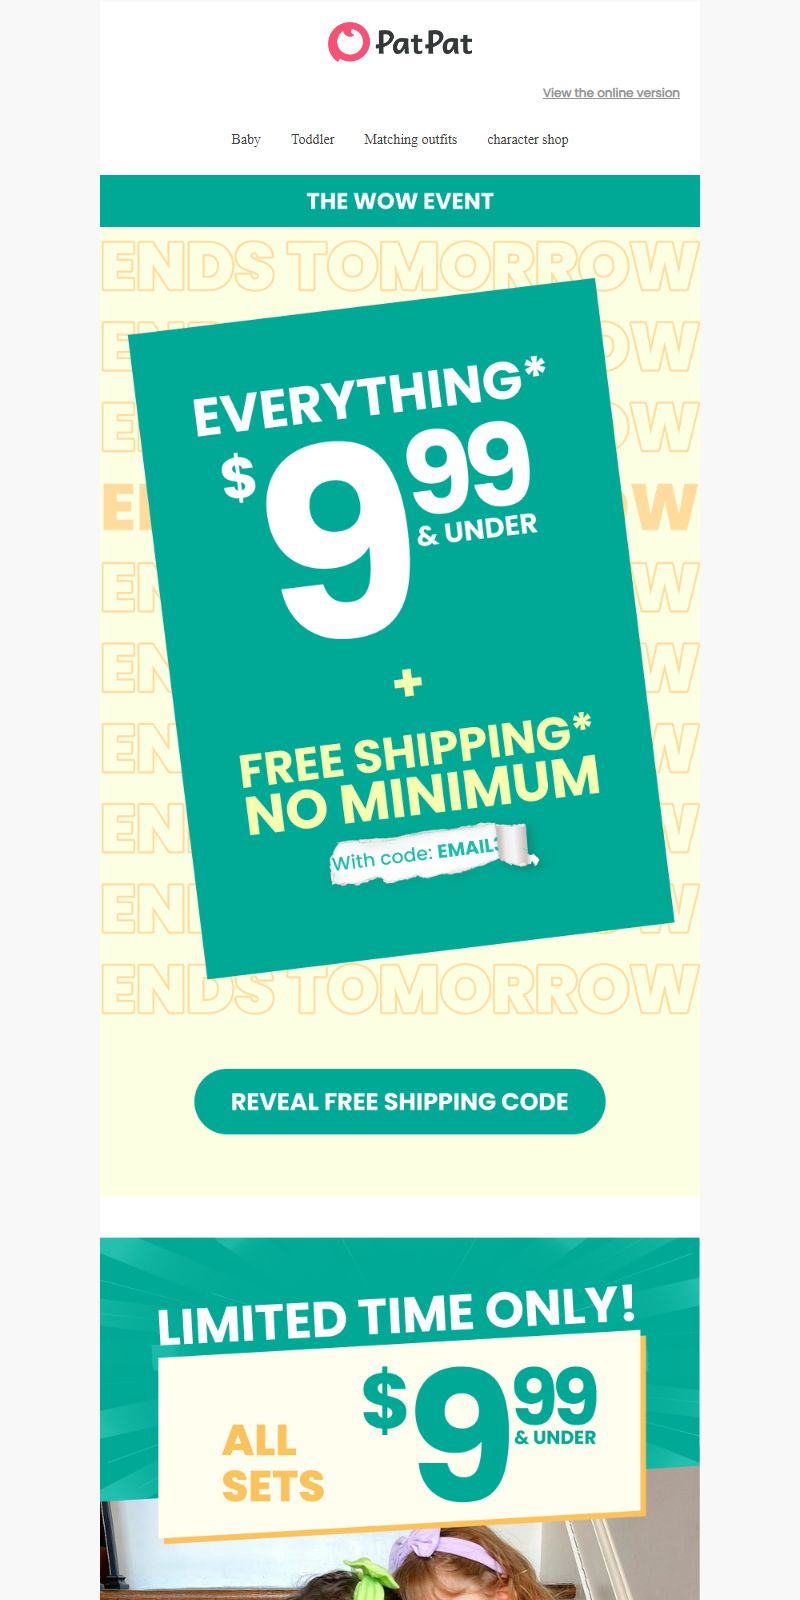 PatPat
View the online version
Baby Toddler Matching outfits character shop
THE WOW EVENT
ENDS TOMORROW
EVERYTHING*
$9.99
& UNDER
+
FREE SHIPPING*
NO MINIMUM
With code: EMAIL
ENDS TOMORROW
REVEAL FREE SHIPPING CODE
LIMITED TIME ONLY!
ALL
SETS
$9.99
& UNDER